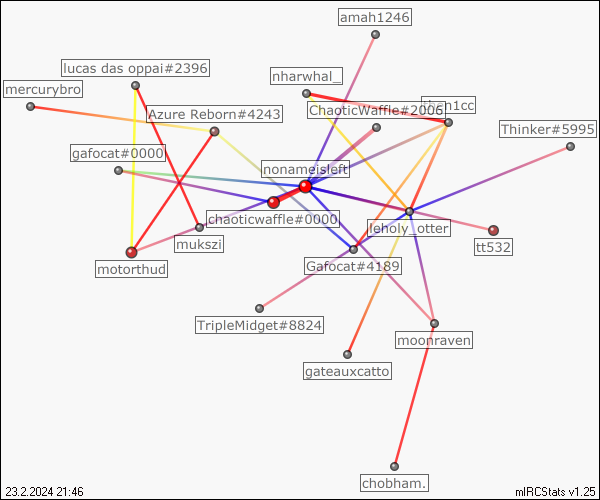 amah1246
lucas das oppai#2396
nharwhal_
mercurybro
ChaoticWaffle#2006
Azure Reborn#4243
Thinker#5995
gafocat#0000
nonameisleft
chaoticwaffle#0000
leholy_otter
mukszi
tt532
motorthud
Gafocat#4189
TripleMidget#8824
moonraven
gateauxcatto
chobham.
23.2.2024 21:46
mIRCStats v1.25